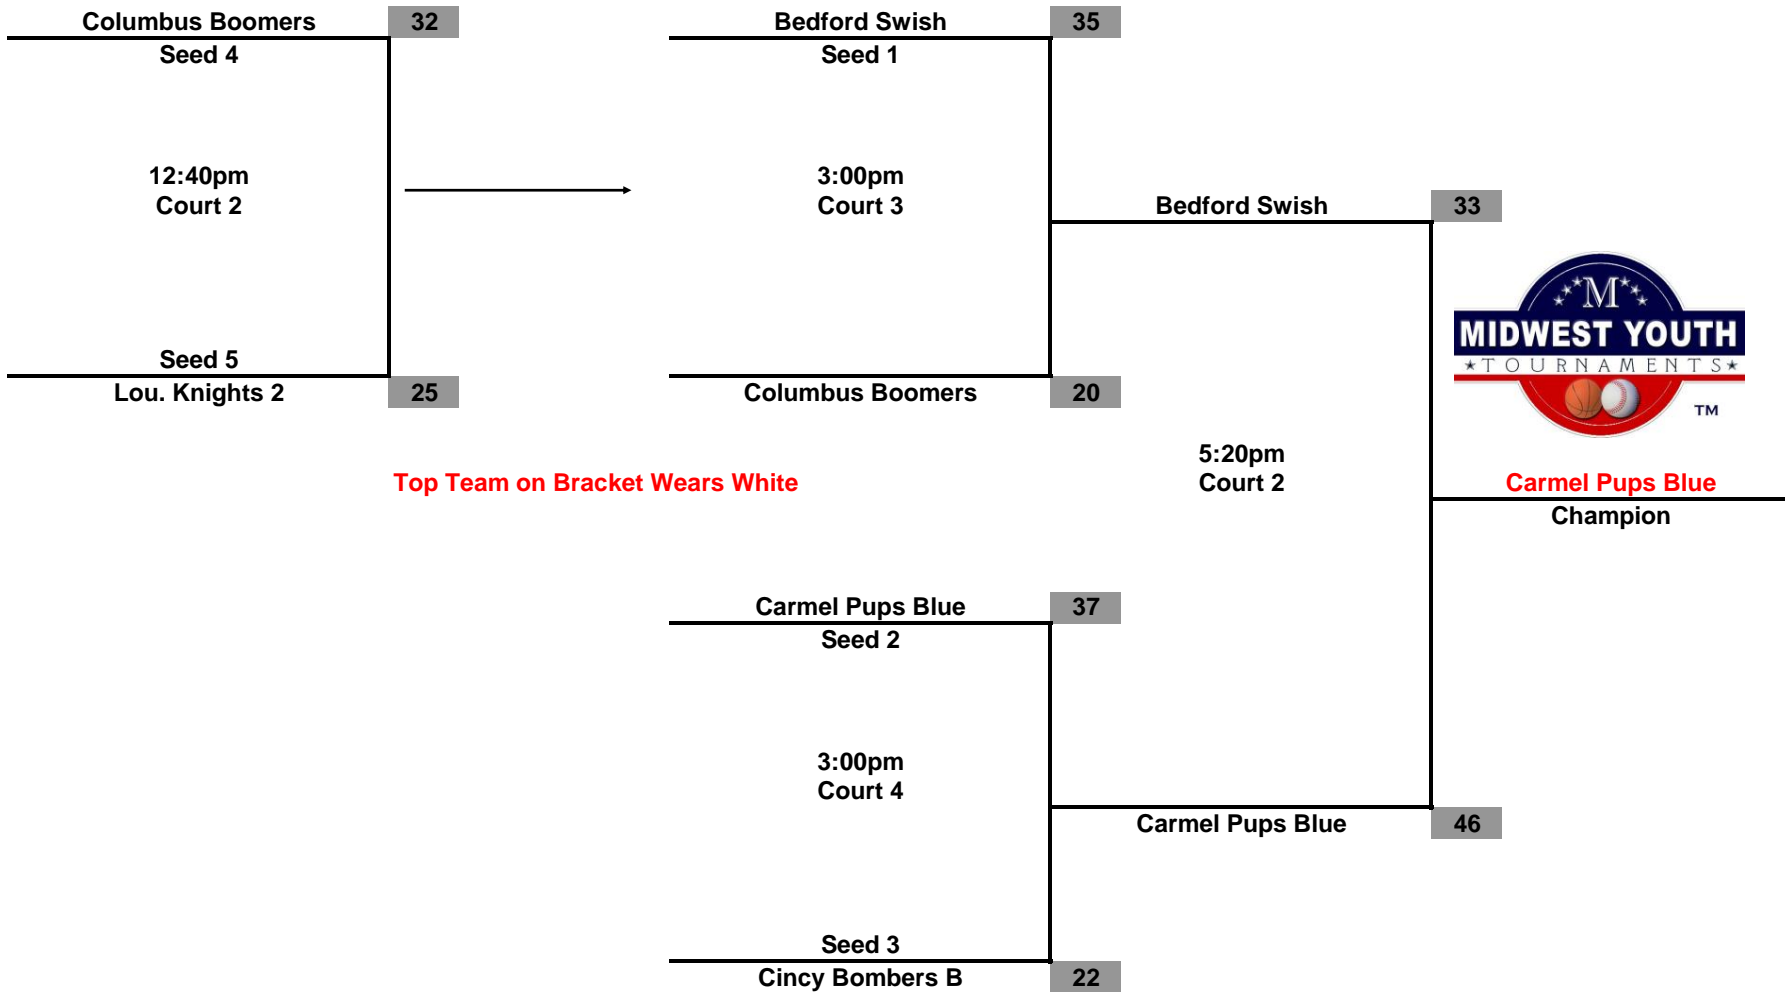 Columbus Boomers 32
Seed 4
12:40pm
Court 2
Seed 5
Lou. Knights 2 25
Bedford Swish 35
Seed 1
3:00pm
Court 3
Columbus Boomers 20
Top Team on Bracket Wears White
Carmel Pups Blue 37
Seed 2
3:00pm
Court 4
Seed 3
Cincy Bombers B 22
Bedford Swish 33
5:20pm
Court 2
Carmel Pups Blue 46
M
MIDWEST YOUTH
TOURNAMENTS
TM
Carmel Pups Blue
Champion